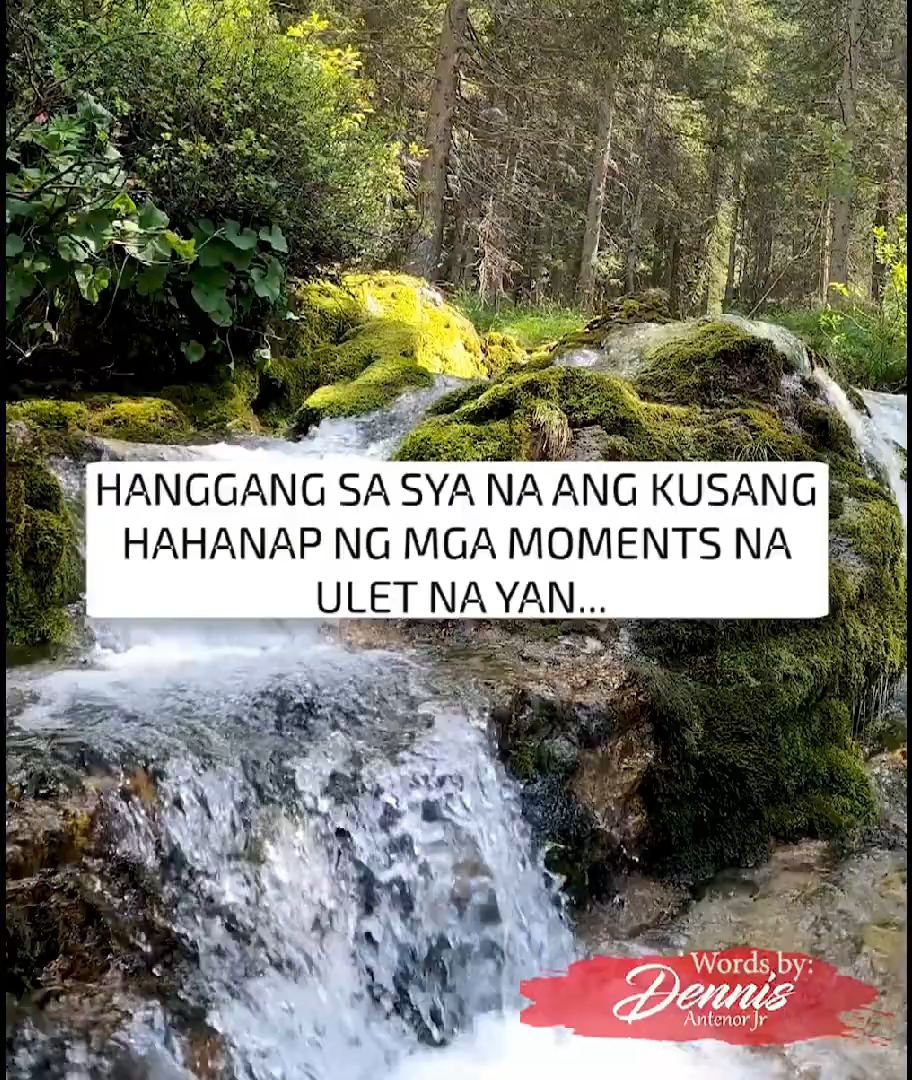 HANGGANG SA SYA NA ANG KUSANG
HAHANAP NG MGA MOMENTS NA
ULET NA YAN...
Words by:
Dennis
Antenor Jr